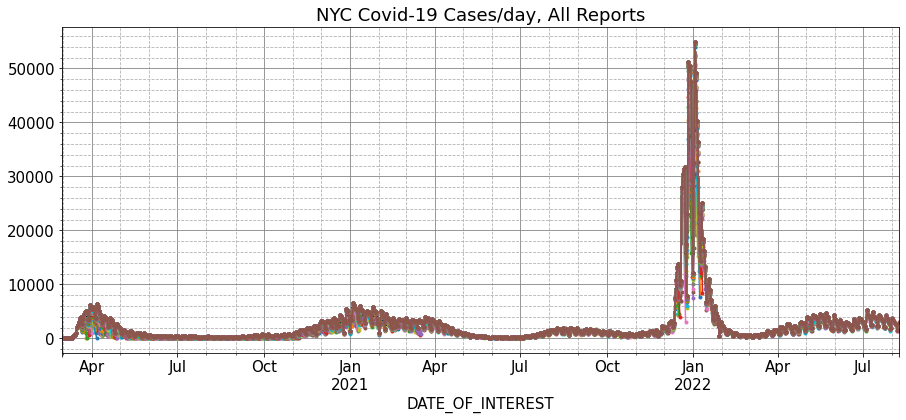 NYC Covid-19 Cases/day, All Reports
50000
40000
30000
20000
10000
0
Apr Jul Oct Jan Apr Jul Oct Jan Apr Jul
2021 2022
DATE_OF_INTEREST